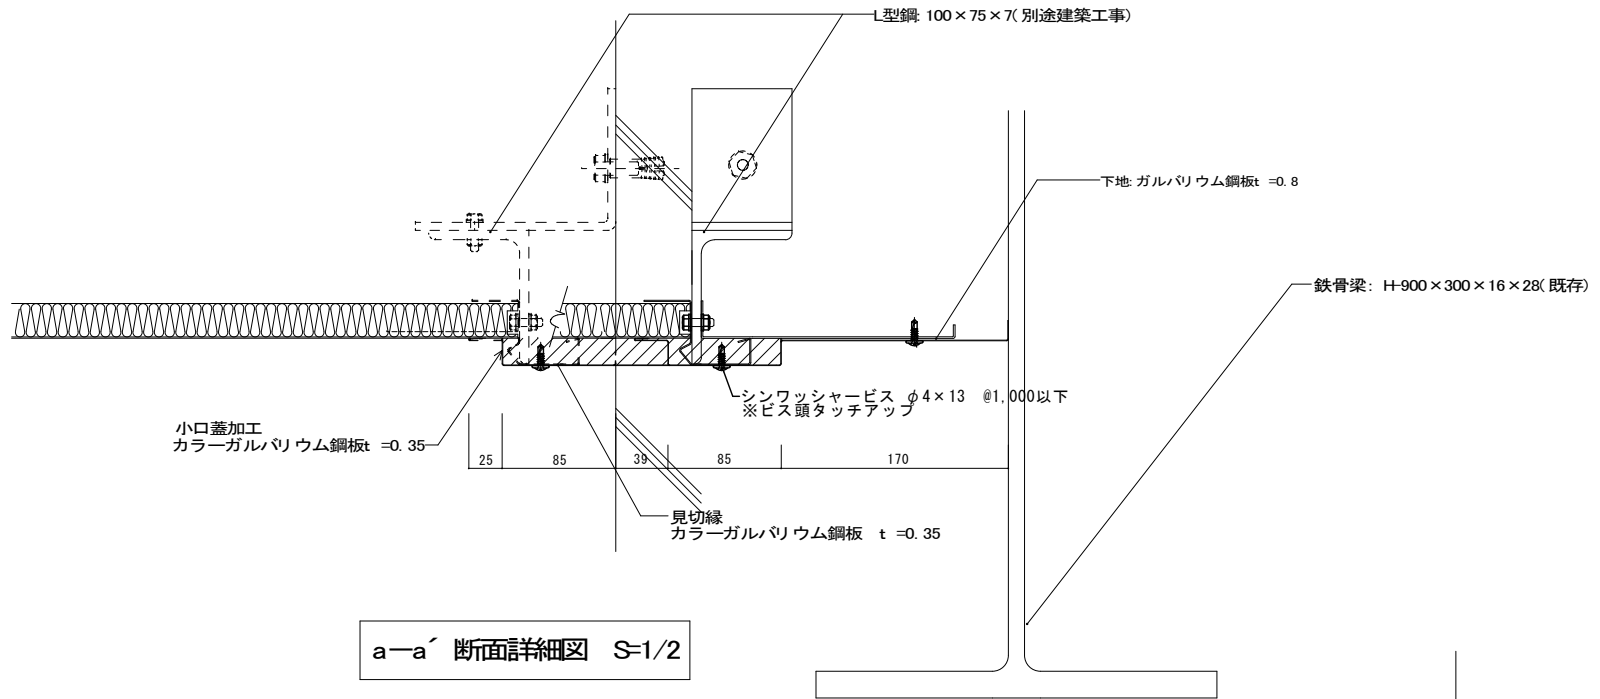 L型鋼: 100×75×7(別途建築工事)
下地: ガルバリウム鋼板t =0.8
鉄骨梁: H-900×300×16×28(既存)
シンワッシャービス φ4×13 @1,000以下
※ビス頭タッチアップ
小口蓋加工
カラーガルバリウム鋼板t =0.35
25 85 39 85 170
見切縁
カラーガルバリウム鋼板 t =0.35
a―a´ 断面詳細図 S=1/2